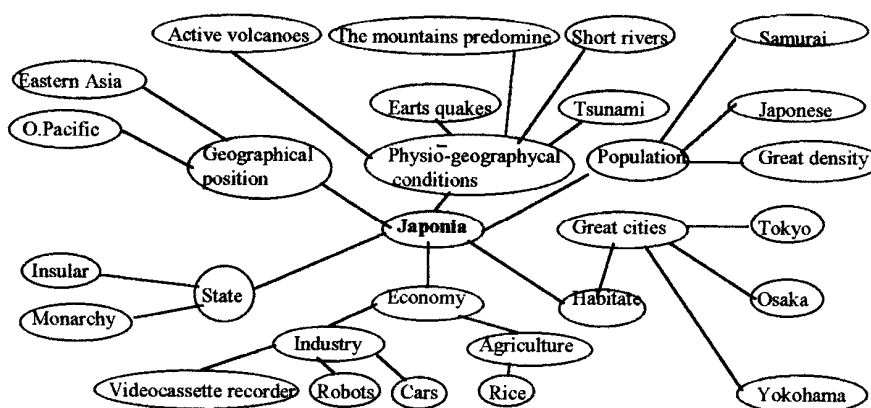 Active volcanoes
The mountains predomine
Short rivers
Samurai
Eastern Asia
Earts quakes
Tsunami
Japonese
O.Pacific
Geographical
position
Physio-geographycal
conditions
Population
Great density
Japonia
Great cities
Tokyo
Insular
State
Economy
Habitate
Osaka
Monarchy
Industry
Agriculture
Videocassette recorder
Robots
Cars
Rice
Yokohama